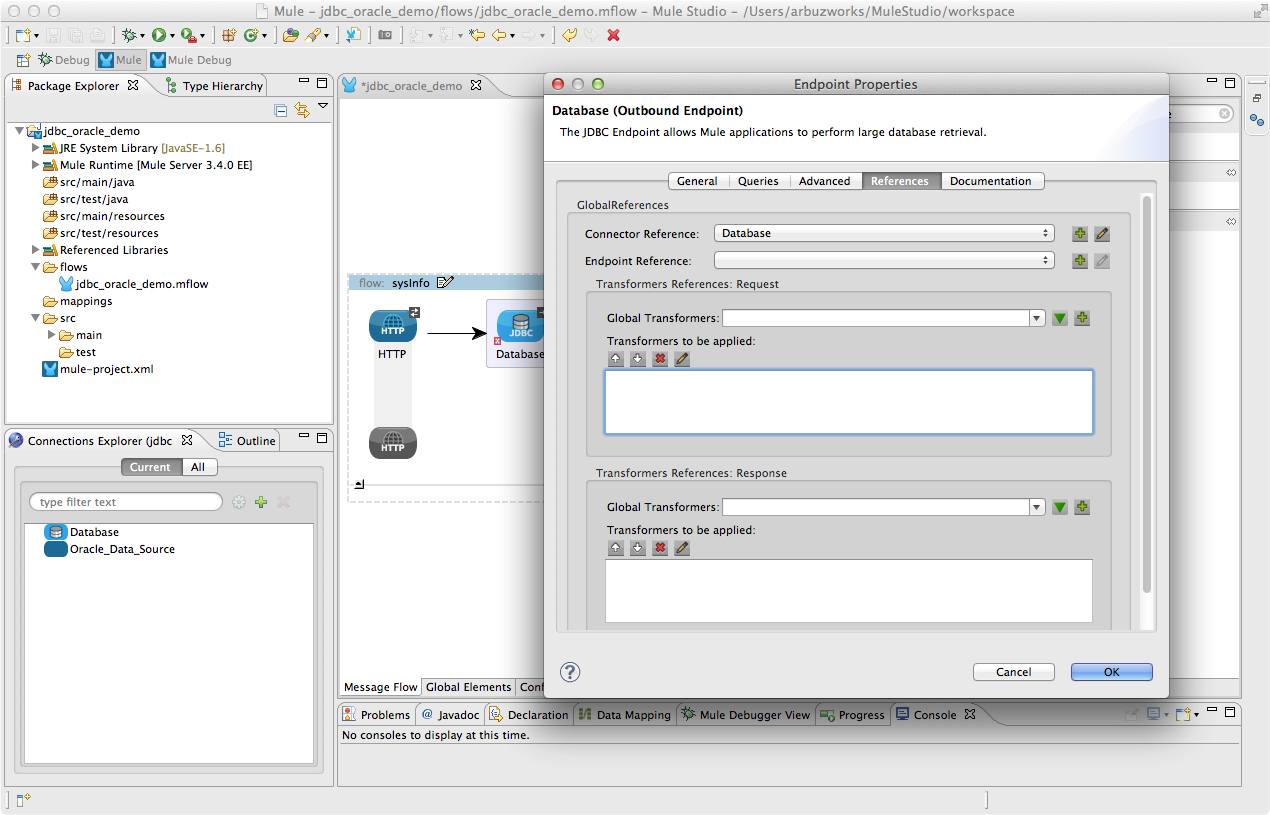 Mule – jdbc_oracle_demo/flows/jdbc_oracle_demo.mflow – Mule Studio – /Users/arbuzworks/MuleStudio/workspace
Debug Mule Mule Debug
Package Explorer Type Hierarchy
jdbc_oracle_demo
JRE System Library [JavaSE-1.6]
Mule Runtime [Mule Server 3.4.0 EE]
src/main/java
src/test/java
src/main/resources
src/test/resources
Referenced Libraries
flows
jdbc_oracle_demo.mflow
mappings
src
main
test
mule-project.xml
Connections Explorer (jdbc Outline
Current All
type filter text
Database
Oracle_Data_Source
*jdbc_oracle_demo
flow: sysInfo
HTTP
HTTP
JDBC
Database
HTTP
Message Flow Global Elements Conf
Endpoint Properties
Database (Outbound Endpoint)
The JDBC Endpoint allows Mule applications to perform large database retrieval.
General Queries Advanced References Documentation
GlobalReferences
Connector Reference: Database
Endpoint Reference:
Transformers References: Request
Global Transformers:
Transformers to be applied:
Transformers References: Response
Global Transformers:
Transformers to be applied:
? Cancel OK
Problems @ Javadoc Declaration Data Mapping Mule Debugger View Progress Console
No consoles to display at this time.